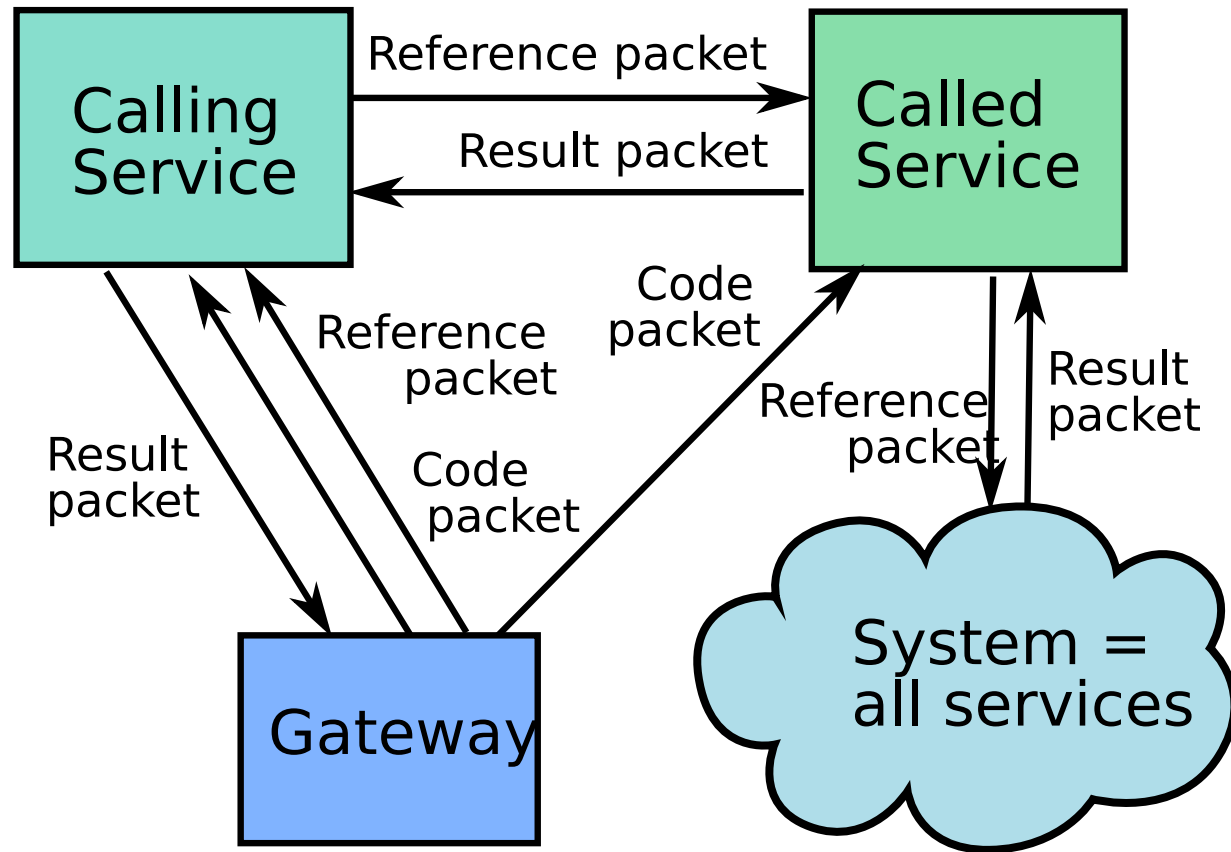 Reference packet
Calling
Service
Called
Service
Result packet
Code
packet
Reference
packet
Result
packet
Reference
packet
Result
packet
Code
packet
System =
all services
Gateway